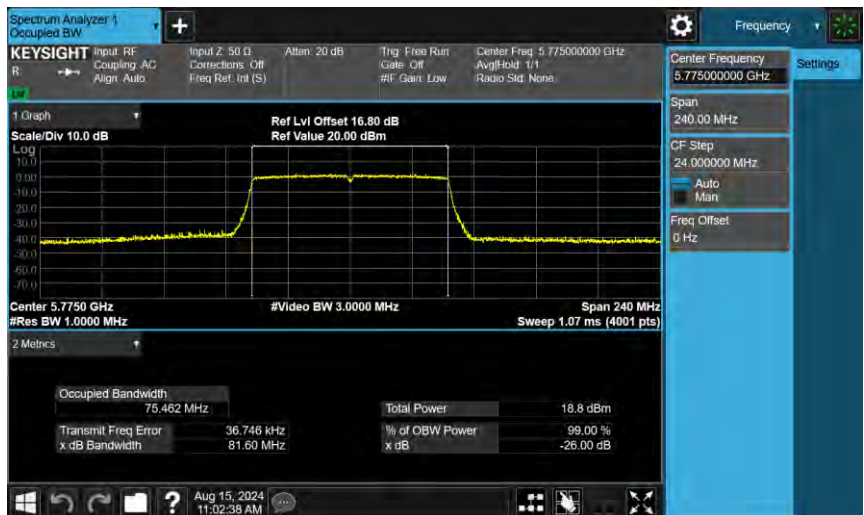 Spectrum Analyzer 1
Occupied BW
+
Frequency
KEYSIGHT
R
Input: RF
Coupling: AC
Align: Auto
Input Z: 50 Ω
Corrections: Off
Freq Ref: Int (S)
Atten: 20 dB
Trig: Free Run
Gate: Off
#IF Gain: Low
Center Freq: 5.775000000 GHz
Avg|Hold: 1/1
Radio Std: None
Center Frequency
5.775000000 GHz
Settings
Span
240.00 MHz
CF Step
24.000000 MHz
Auto
Man
Freq Offset
0 Hz
1 Graph
Scale/Div 10.0 dB
Ref Lvl Offset 16.80 dB
Ref Value 20.00 dBm
Log
10.0
0.00
-10.0
-20.0
-30.0
-40.0
-50.0
-60.0
-70.0
Center 5.7750 GHz
#Res BW 1.0000 MHz
#Video BW 3.0000 MHz
Span 240 MHz
Sweep 1.07 ms (4001 pts)
2 Metrics
Occupied Bandwidth
75.462 MHz
Total Power 18.8 dBm
Transmit Freq Error 36.746 kHz
% of OBW Power 99.00 %
x dB Bandwidth 81.60 MHz
x dB -26.00 dB
?
Aug 15, 2024
11:02:38 AM